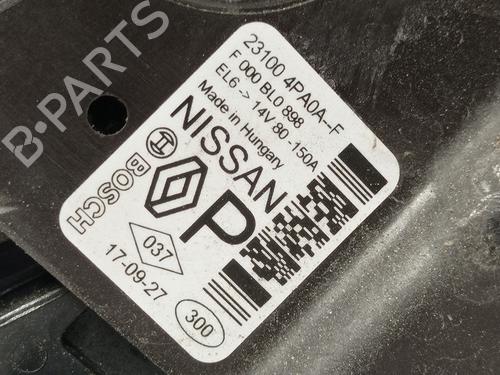 23100 4PA0A--F
F 000 BL0 898
EL6 -> 14V 80 -150A
Made in Hungary
NISSAN
P
BOSCH
037
17-09-27
300
B-PARTS
B-PARTS